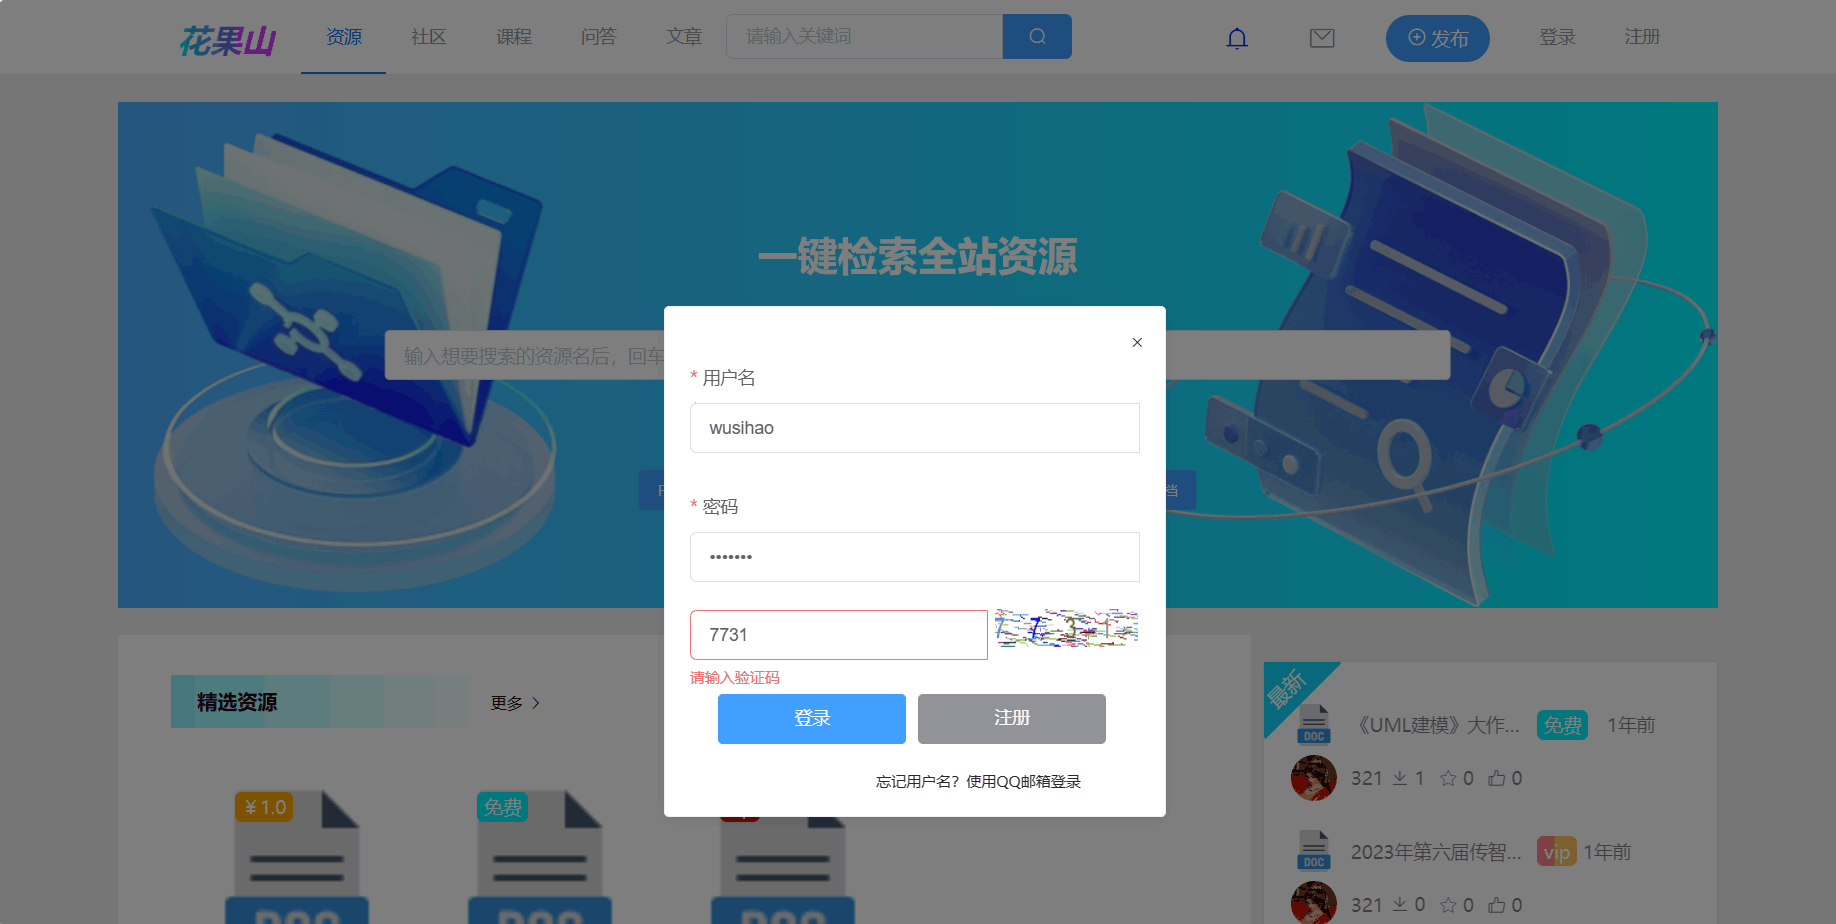 花果山 资源 社区 课程 问答 文章 请输入关键词 发布 登录 注册
一键检索全站资源
输入想要搜索的资源名后，回车
* 用户名
wusihao
* 密码
•••••••
7731
请输入验证码
登录 注册
忘记用户名？使用QQ邮箱登录
档
精选资源 更多
¥1.0 免费
DOC DOC DOC
最新
DOC 《UML建模》大作... 免费 1年前
321 1 0 0
DOC 2023年第六届传智... vip 1年前
321 0 0 0